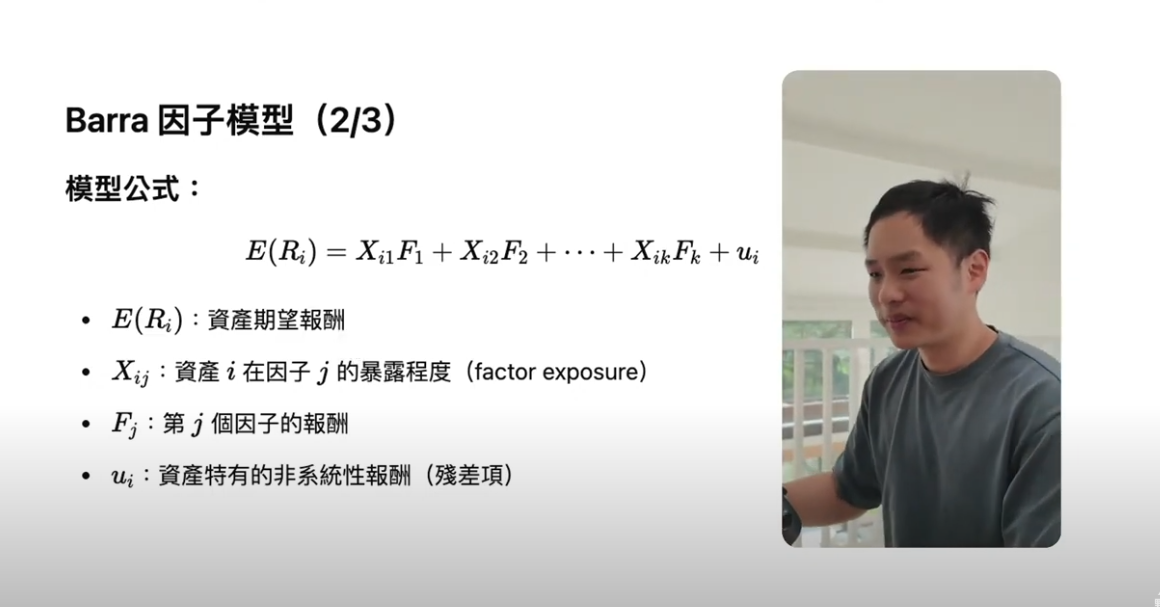 Barra 因子模型（2/3）
模型公式：
E(R_i) = X_{i1}F_1 + X_{i2}F_2 + ⋯ + X_{ik}F_k + u_i
• E(R_i)：資產期望報酬
• X_{ij}：資產 i 在因子 j 的暴露程度（factor exposure）
• F_j：第 j 個因子的報酬
• u_i：資產特有的非系統性報酬（殘差項）